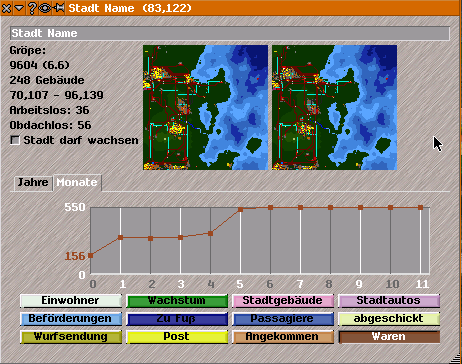 Stadt Name (83,122)
Stadt Name
Gröpe:
9604 (6.6)
248 Gebäude
70,107 - 96,139
Arbeitslos: 36
Obdachlos: 56
Stadt darf wachsen
Jahre Monate
550
156
0 1 2 3 4 5 6 7 8 9 10 11
Einwohner Wachstum Stadtgebäude Stadtautos
Beförderungen Zu Fuß Passagiere abgeschickt
Wurfsendung Post Angekommen Waren